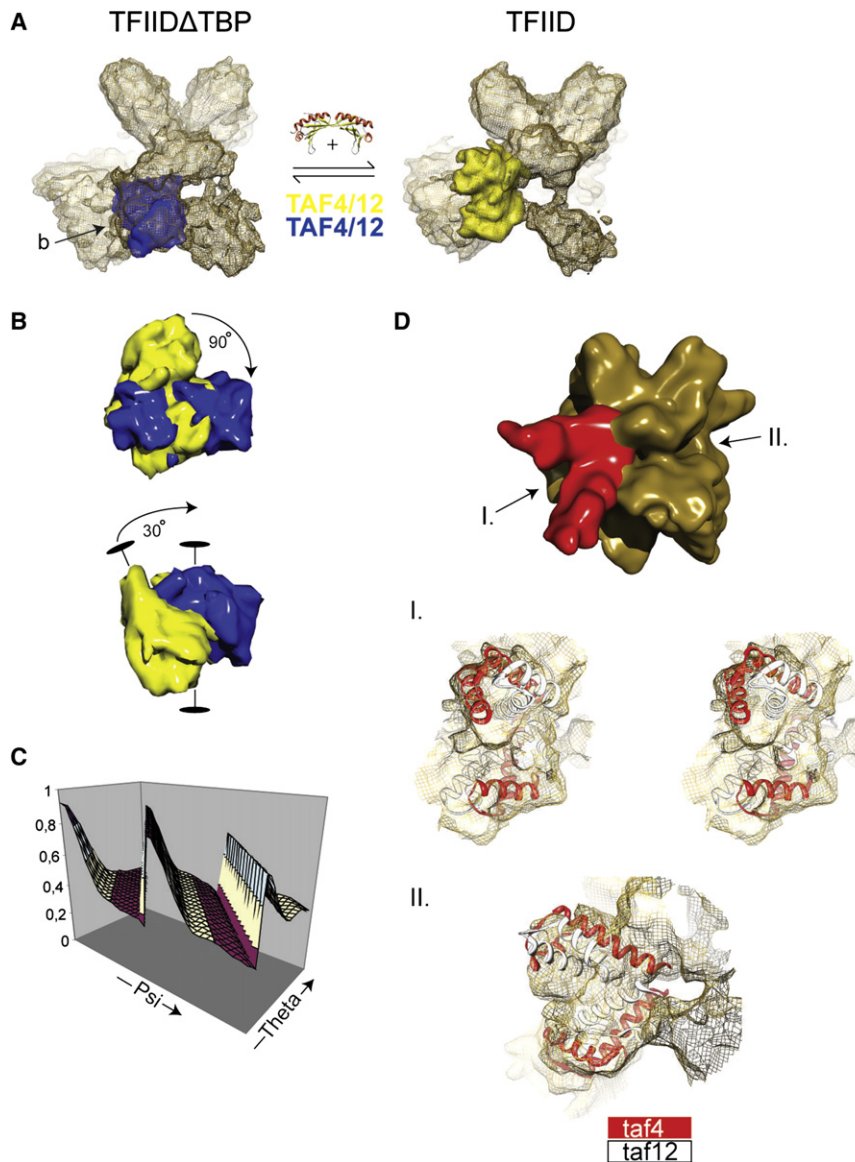 TFIIDΔTBP
TFIID
A
b
+
TAF4/12
TAF4/12
B
90°
30°
C
1
0,8
0,6
0,4
0,2
0
—Psi→
—Theta→
D
I.
II.
I.
II.
taf4
taf12